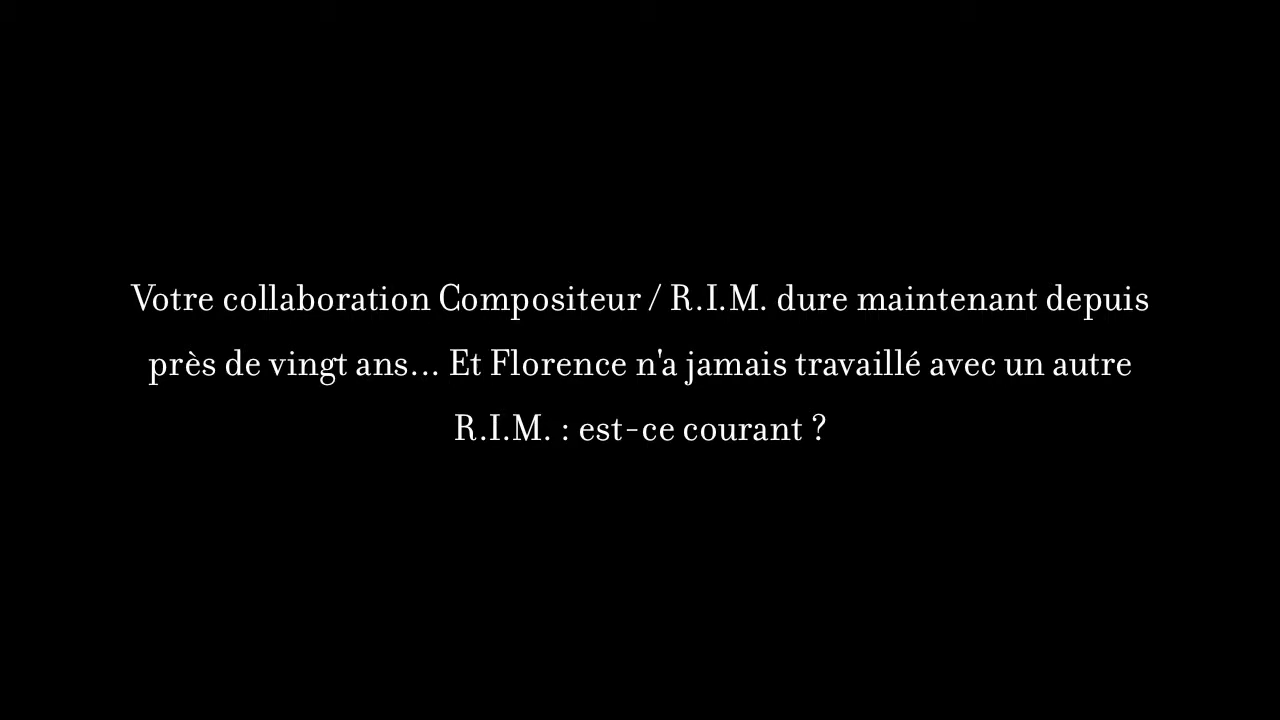 Votre collaboration Compositeur / R.I.M. dure maintenant depuis
près de vingt ans... Et Florence n'a jamais travaillé avec un autre
R.I.M. : est-ce courant ?